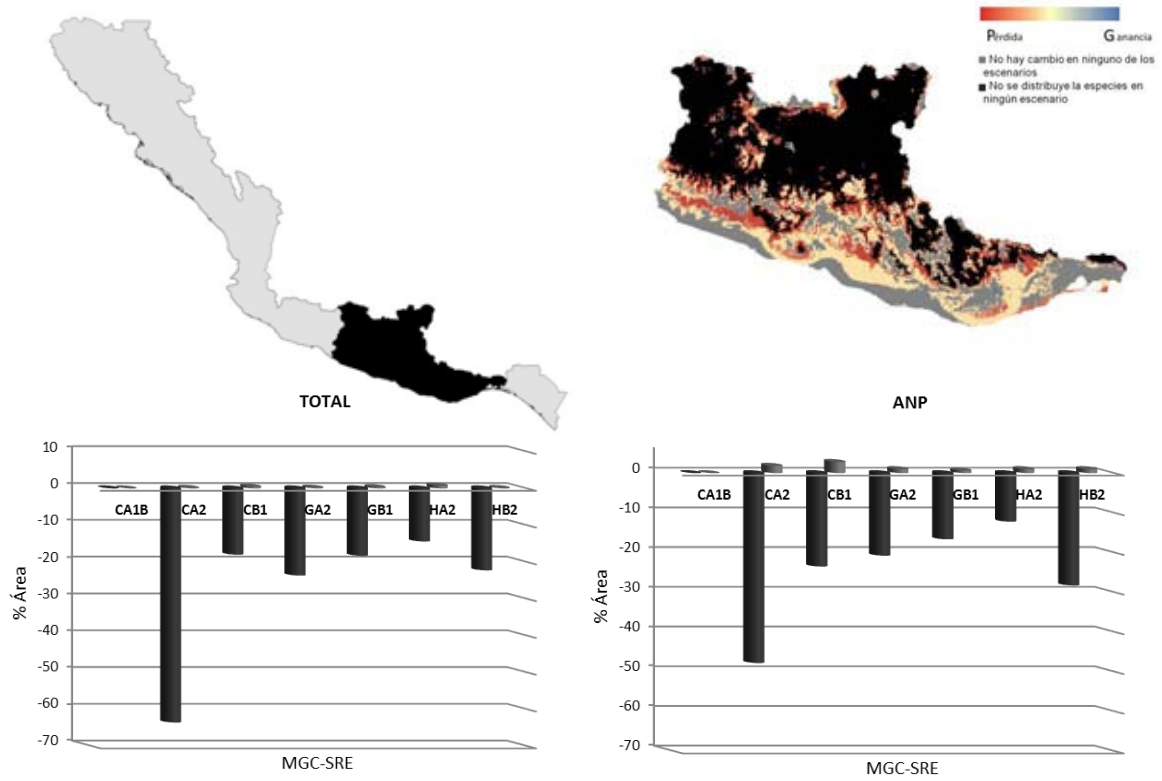 Pérdida
Ganancia
No hay cambio en ninguno de los
escenarios
No se distribuye la especies en
ningún escenario
TOTAL
10
0
-10
-20
-30
-40
-50
-60
-70
% Área
CA1B
CA2
CB1
GA2
GB1
HA2
HB2
MGC-SRE
ANP
0
-10
-20
-30
-40
-50
-60
-70
% Área
CA1B
CA2
CB1
GA2
GB1
HA2
HB2
MGC-SRE